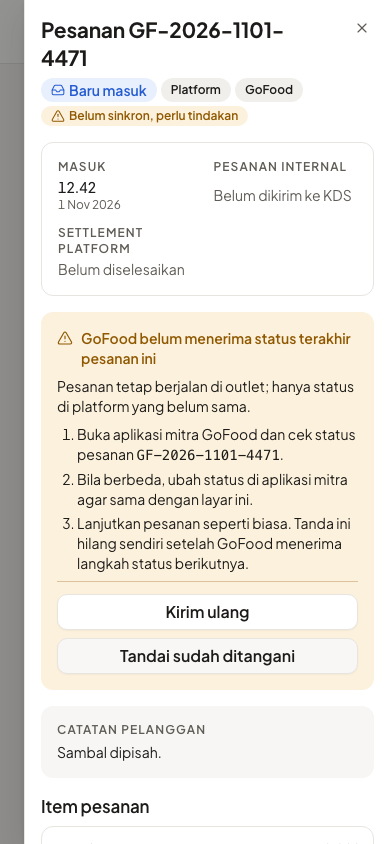 Pesanan GF-2026-1101-
4471
Baru masuk
Platform
GoFood
Belum sinkron, perlu tindakan
MASUK
12.42
1 Nov 2026
PESANAN INTERNAL
Belum dikirim ke KDS
SETTLEMENT
PLATFORM
Belum diselesaikan
GoFood belum menerima status terakhir
pesanan ini
Pesanan tetap berjalan di outlet; hanya status
di platform yang belum sama.
1. Buka aplikasi mitra GoFood dan cek status
pesanan GF-2026-1101-4471.
2. Bila berbeda, ubah status di aplikasi mitra
agar sama dengan layar ini.
3. Lanjutkan pesanan seperti biasa. Tanda ini
hilang sendiri setelah GoFood menerima
langkah status berikutnya.
Kirim ulang
Tandai sudah ditangani
CATATAN PELANGGAN
Sambal dipisah.
Item pesanan